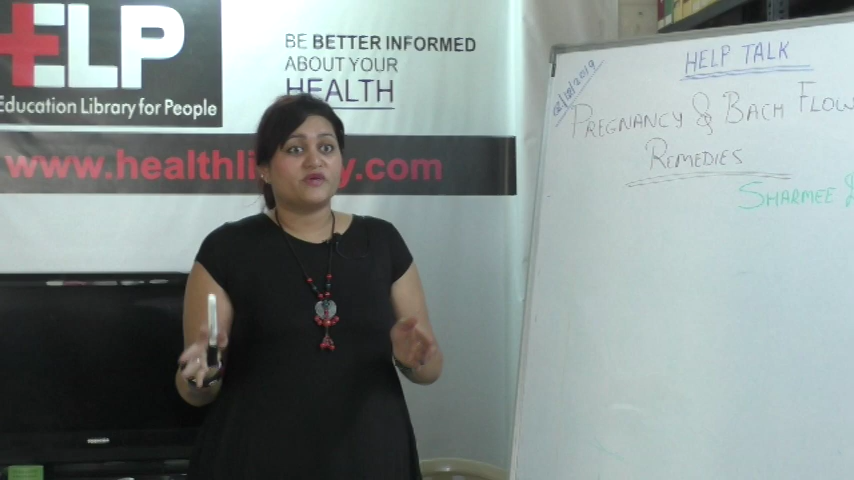 HELP
Education Library for People
BE BETTER INFORMED
ABOUT YOUR
HEALTH
www.healthli y.com
HELP TALK
PREGNANCY & BACH FLOW
REMEDIES
SHARMEE